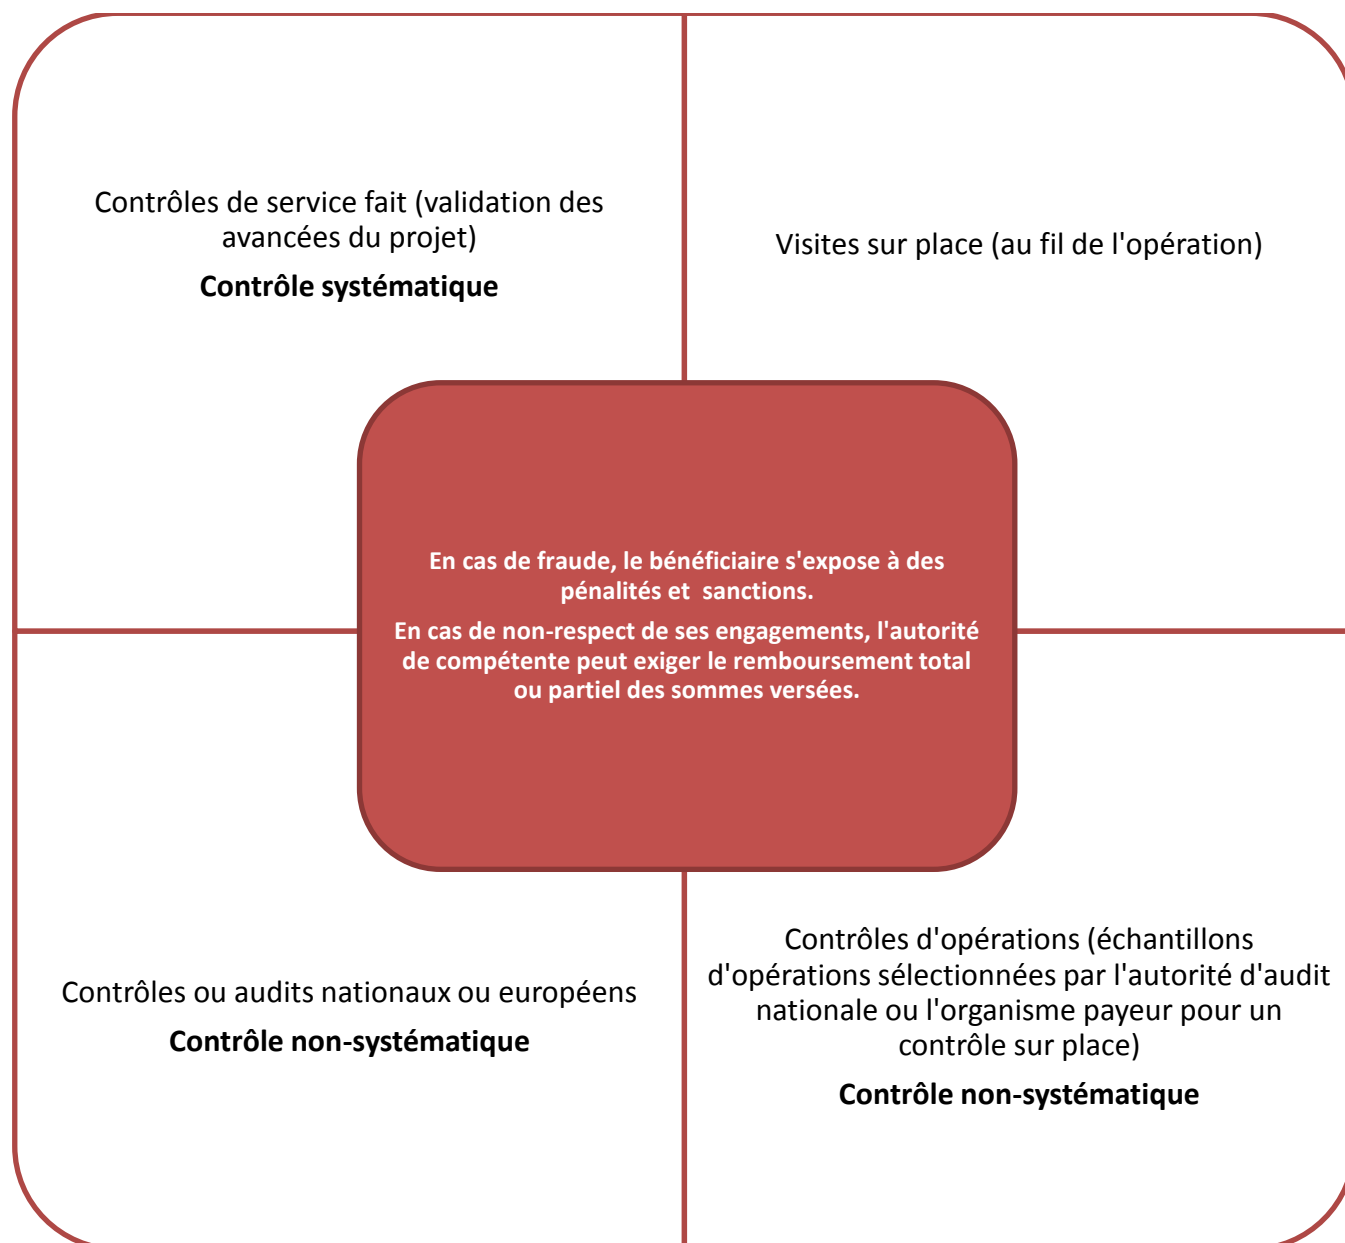 Contrôles de service fait (validation des
avancées du projet)
Contrôle systématique
Visites sur place (au fil de l'opération)
En cas de fraude, le bénéficiaire s'expose à des
pénalités et  sanctions.
En cas de non-respect de ses engagements, l'autorité
de compétente peut exiger le remboursement total
ou partiel des sommes versées.
Contrôles ou audits nationaux ou européens
Contrôle non-systématique
Contrôles d'opérations (échantillons
d'opérations sélectionnées par l'autorité d'audit
nationale ou l'organisme payeur pour un
contrôle sur place)
Contrôle non-systématique